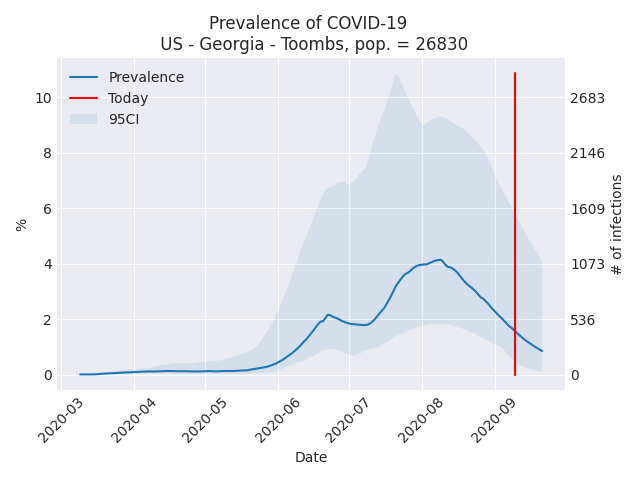 Prevalence of COVID-19
US - Georgia - Toombs, pop. = 26830
Prevalence
Today
95CI
%
10
8
6
4
2
0
2683
2146
1609
1073
536
0
# of infections
2020-03
2020-04
2020-05
2020-06
2020-07
2020-08
2020-09
Date